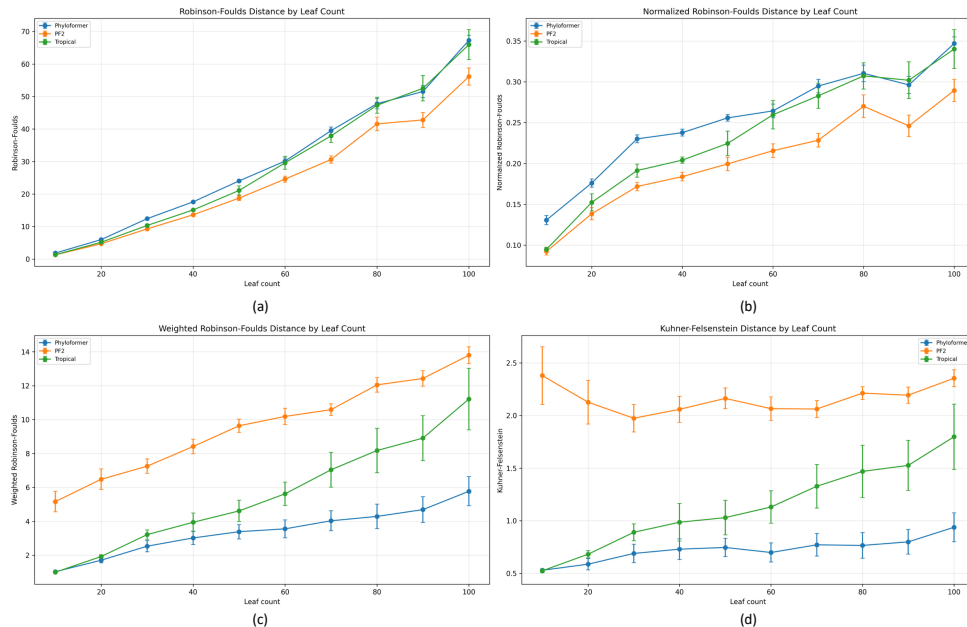 Robinson-Foulds Distance by Leaf Count
Phyloformer
PF2
Tropical
Robinson-Foulds
70
60
50
40
30
20
10
0
20
40
60
80
100
Leaf count
(a)
Normalized Robinson-Foulds Distance by Leaf Count
Phyloformer
PF2
Tropical
Normalized Robinson-Foulds
0.35
0.30
0.25
0.20
0.15
0.10
20
40
60
80
100
Leaf count
(b)
Weighted Robinson-Foulds Distance by Leaf Count
Phyloformer
PF2
Tropical
Weighted Robinson-Foulds
14
12
10
8
6
4
2
20
40
60
80
100
Leaf count
(c)
Kuhner-Felsenstein Distance by Leaf Count
Phyloformer
PF2
Tropical
Kuhner-Felsenstein
2.5
2.0
1.5
1.0
0.5
20
40
60
80
100
Leaf count
(d)